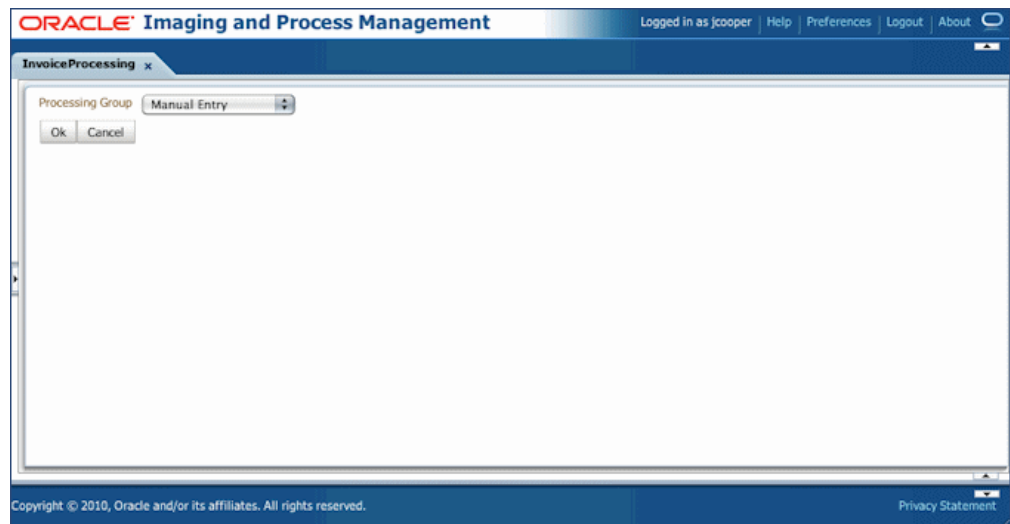 ORACLE Imaging and Process Management
Logged in as jcooper | Help | Preferences | Logout | About
InvoiceProcessing x
Processing Group Manual Entry
Ok Cancel
Copyright © 2010, Oracle and/or its affiliates. All rights reserved.
Privacy Statement